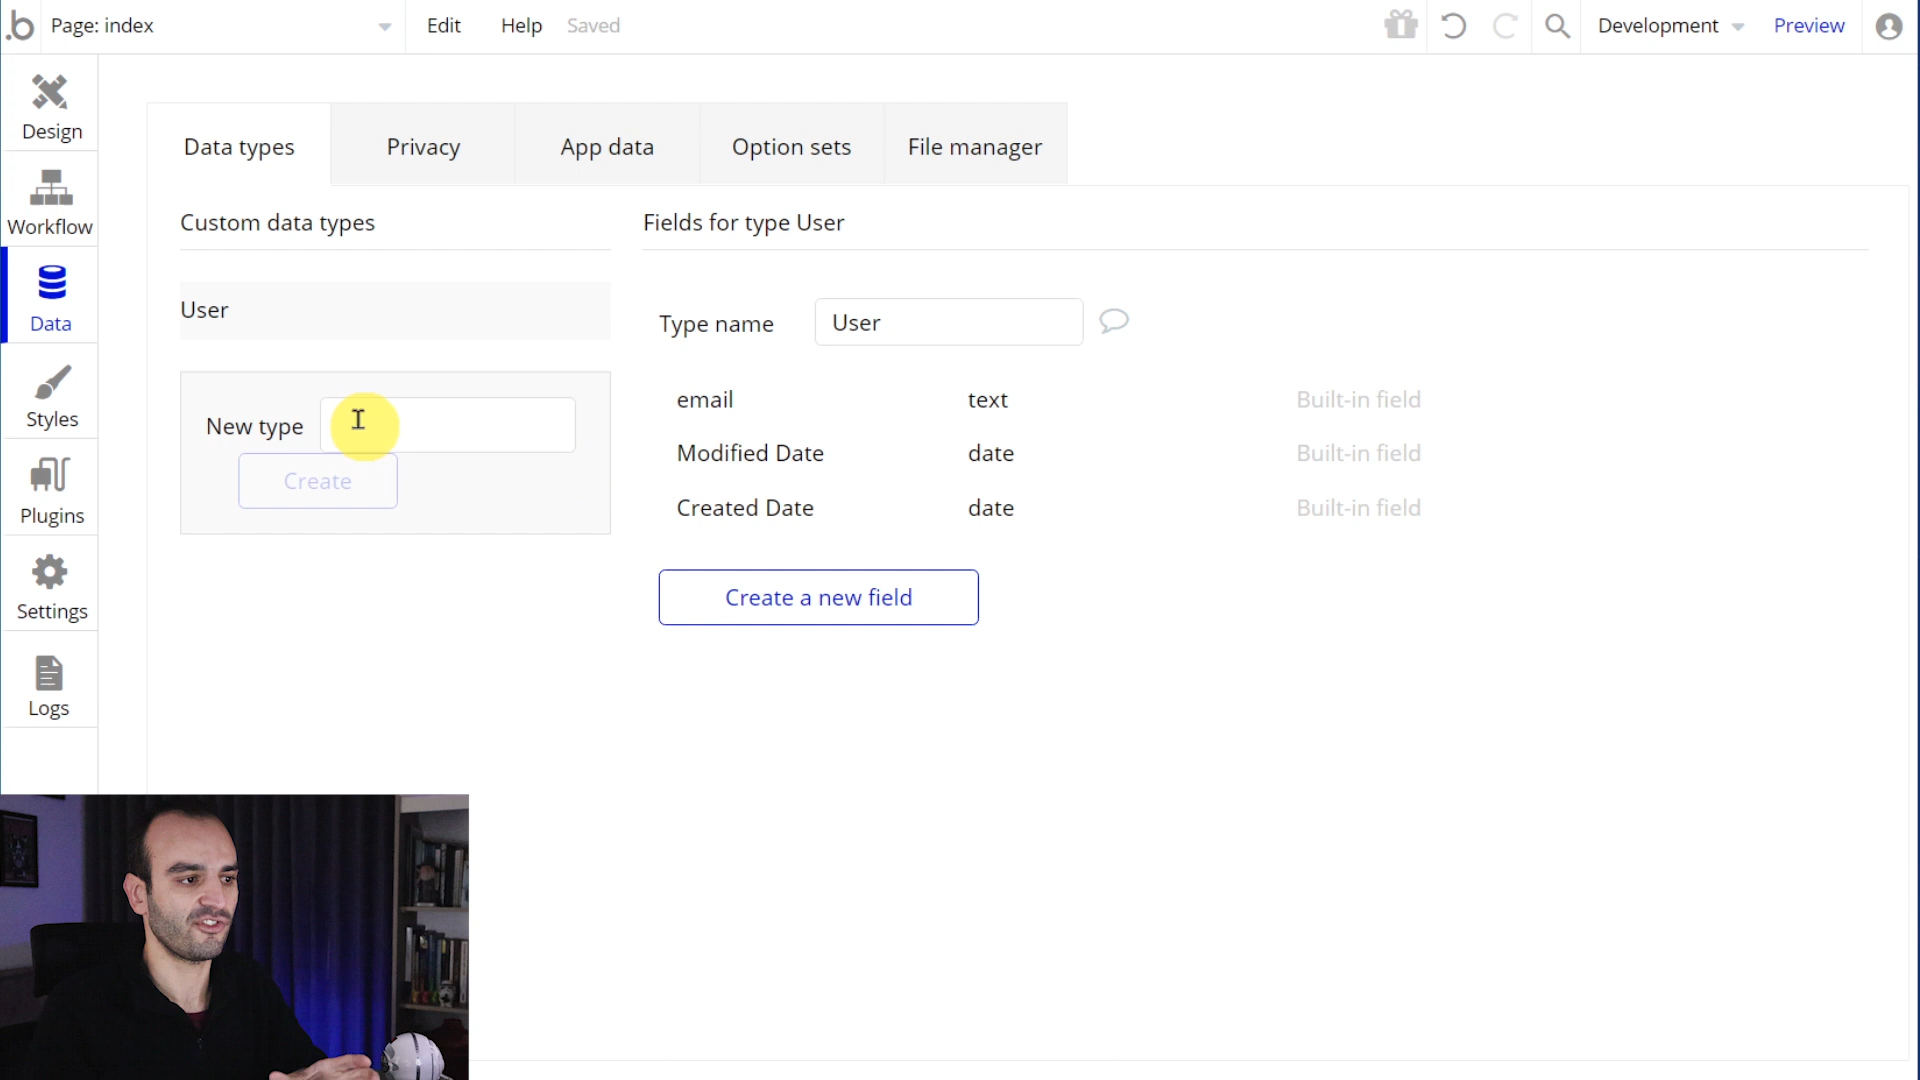 .b Page: index Edit Help Saved Development Preview
Design
Workflow
Data
Styles
Plugins
Settings
Logs
Data types Privacy App data Option sets File manager
Custom data types
User
New type
Create
Fields for type User
Type name User
email text Built-in field
Modified Date date Built-in field
Created Date date Built-in field
Create a new field